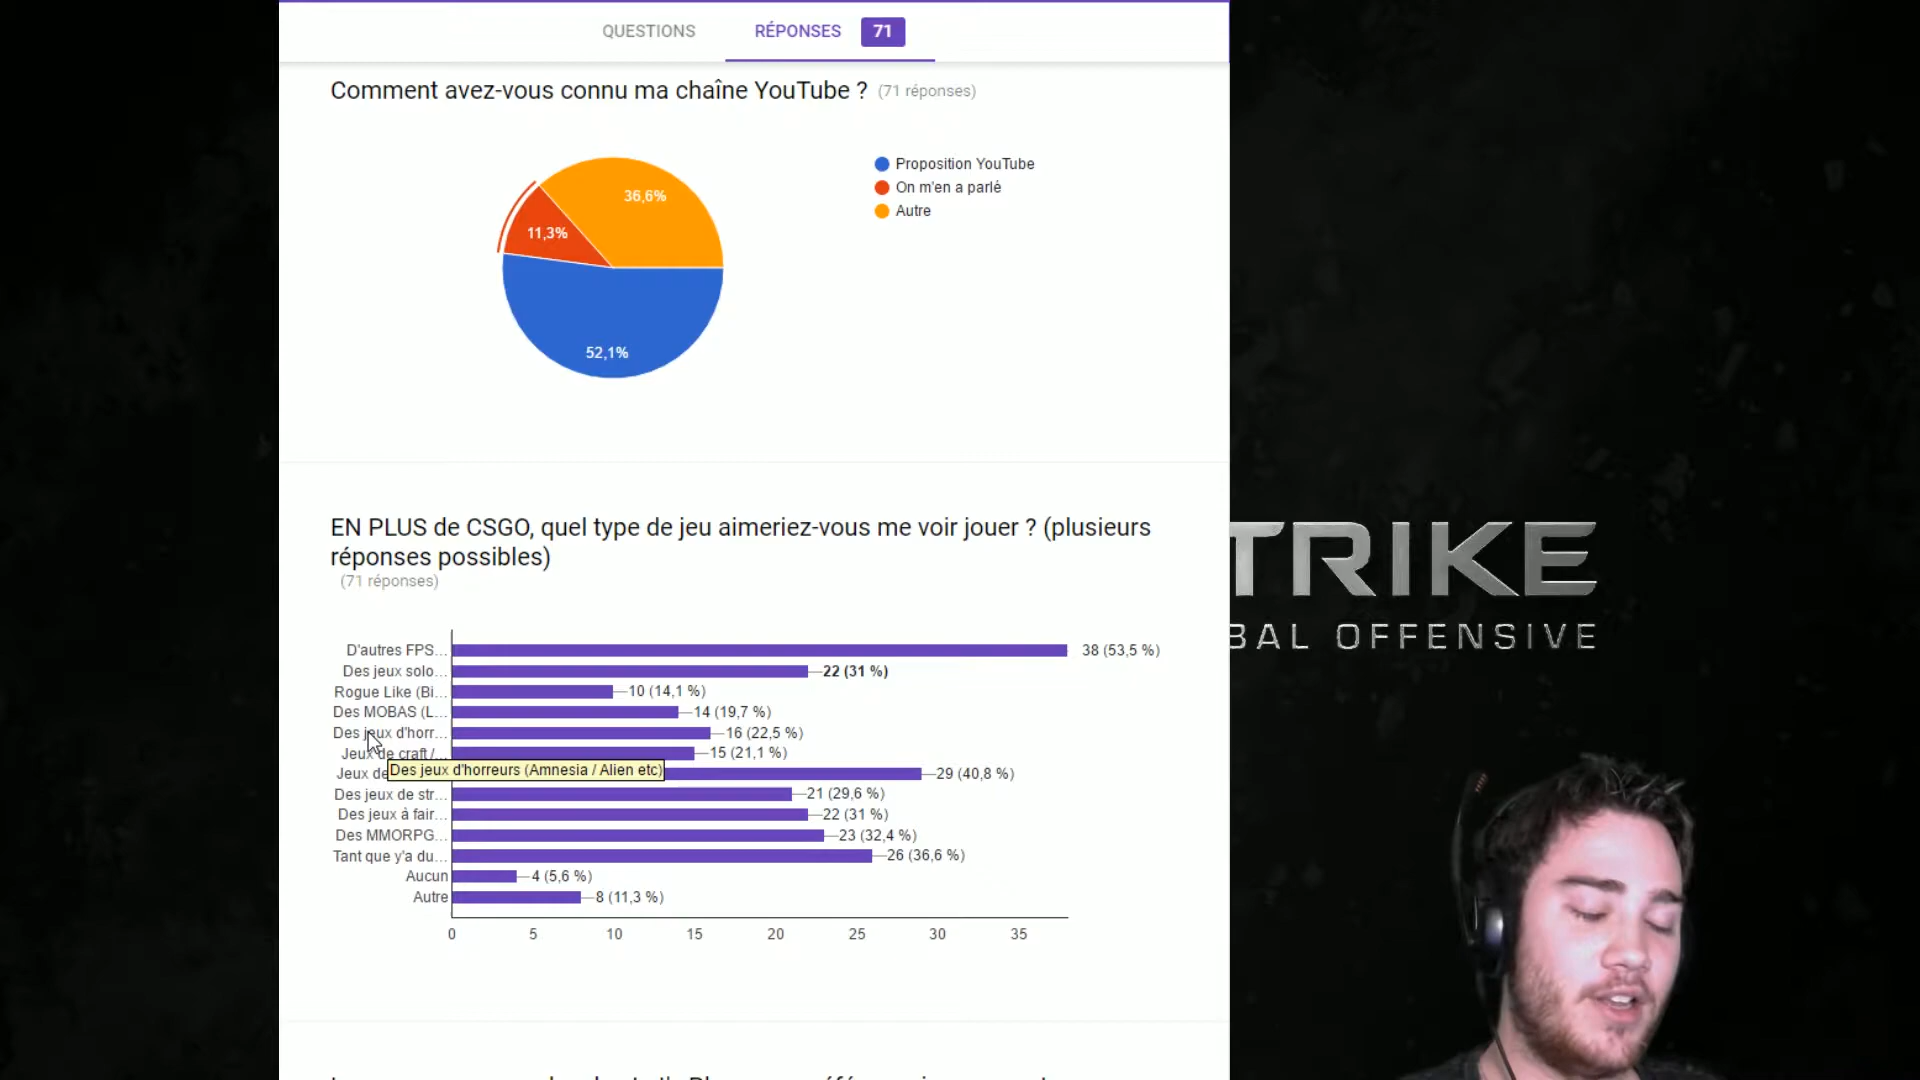 QUESTIONS
RÉPONSES 71
Comment avez-vous connu ma chaîne YouTube ? (71 réponses)
36,6%
11,3%
52,1%
Proposition YouTube
On m'en a parlé
Autre
EN PLUS de CSGO, quel type de jeu aimeriez-vous me voir jouer ? (plusieurs
réponses possibles)
(71 réponses)
D'autres FPS... 38 (53,5 %)
Des jeux solo... 22 (31 %)
Rogue Like (Bi... 10 (14,1 %)
Des MOBAS (L... 14 (19,7 %)
Des jeux d'horr... 16 (22,5 %)
Jeux de craft /... 15 (21,1 %)
Des jeux d'horreurs (Amnesia / Alien etc)
Jeux de 29 (40,8 %)
Des jeux de str... 21 (29,6 %)
Des jeux à fair... 22 (31 %)
Des MMORPG... 23 (32,4 %)
Tant que y'a du... 26 (36,6 %)
Aucun 4 (5,6 %)
Autre 8 (11,3 %)
0 5 10 15 20 25 30 35
TRIKE
BAL OFFENSIVE